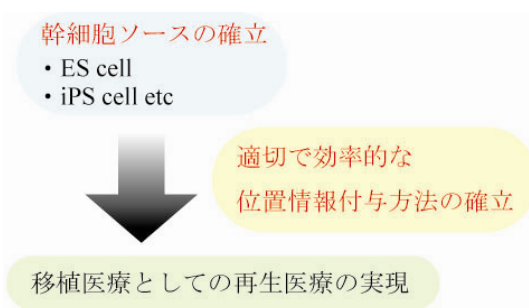 幹細胞ソースの確立
・ES cell
・iPS cell etc
適切で効率的な
位置情報付与方法の確立
移植医療としての再生医療の実現